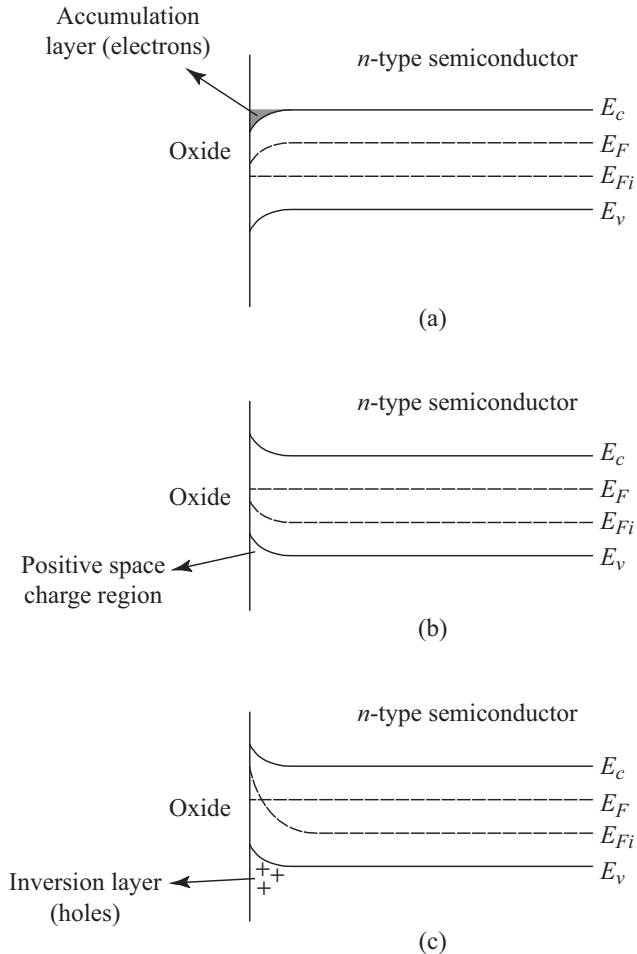 Accumulation
layer (electrons)
n-type semiconductor
Oxide
E_c
E_F
E_Fi
E_v
(a)
n-type semiconductor
Oxide
E_c
E_F
E_Fi
E_v
Positive space
charge region
(b)
n-type semiconductor
Oxide
E_c
E_F
E_Fi
E_v
Inversion layer
(holes)
+ +
+
(c)